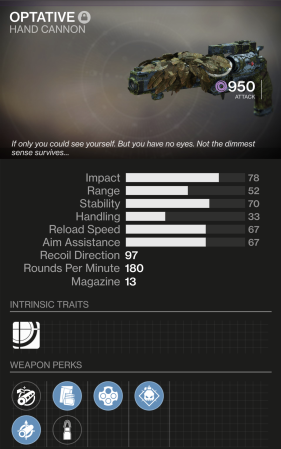 OPTATIVE
HAND CANNON
950
ATTACK
If only you could see yourself. But you have no eyes. Not the dimmest
sense survives...
Impact 78
Range 52
Stability 70
Handling 33
Reload Speed 67
Aim Assistance 67
Recoil Direction 97
Rounds Per Minute 180
Magazine 13
INTRINSIC TRAITS
WEAPON PERKS